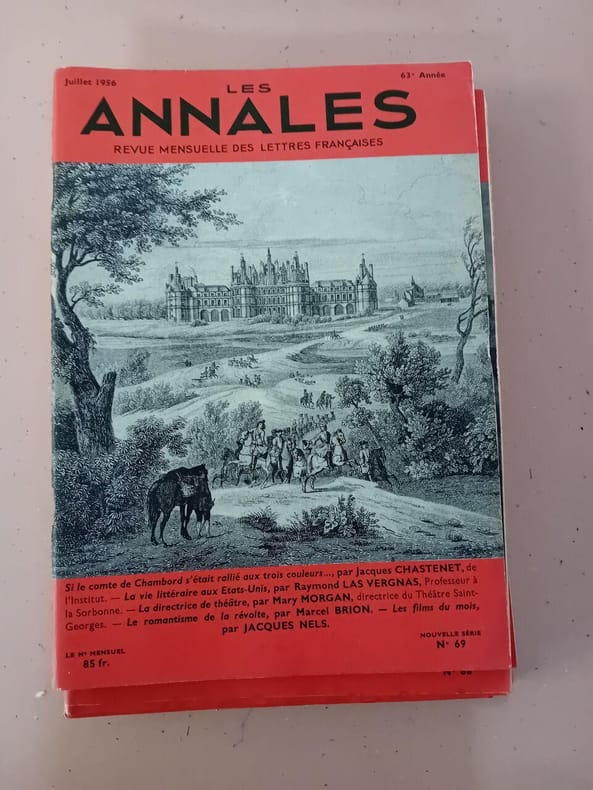 Juillet 1956
63e Année
LES
ANNALES
REVUE MENSUELLE DES LETTRES FRANÇAISES
Si le comte de Chambord s'était rallié aux trois couleurs..., par Jacques CHASTENET, de
l'Institut. — La vie littéraire aux Etats-Unis, par Raymond LAS VERGNAS, Professeur à
la Sorbonne. — La directrice de théâtre, par Mary MORGAN, directrice du Théâtre Saint-
Georges. — Le romantisme de la révolte, par Marcel BRION. — Les films du mois,
par JACQUES NELS.
LE No MENSUEL
85 fr.
NOUVELLE SÉRIE
No 69